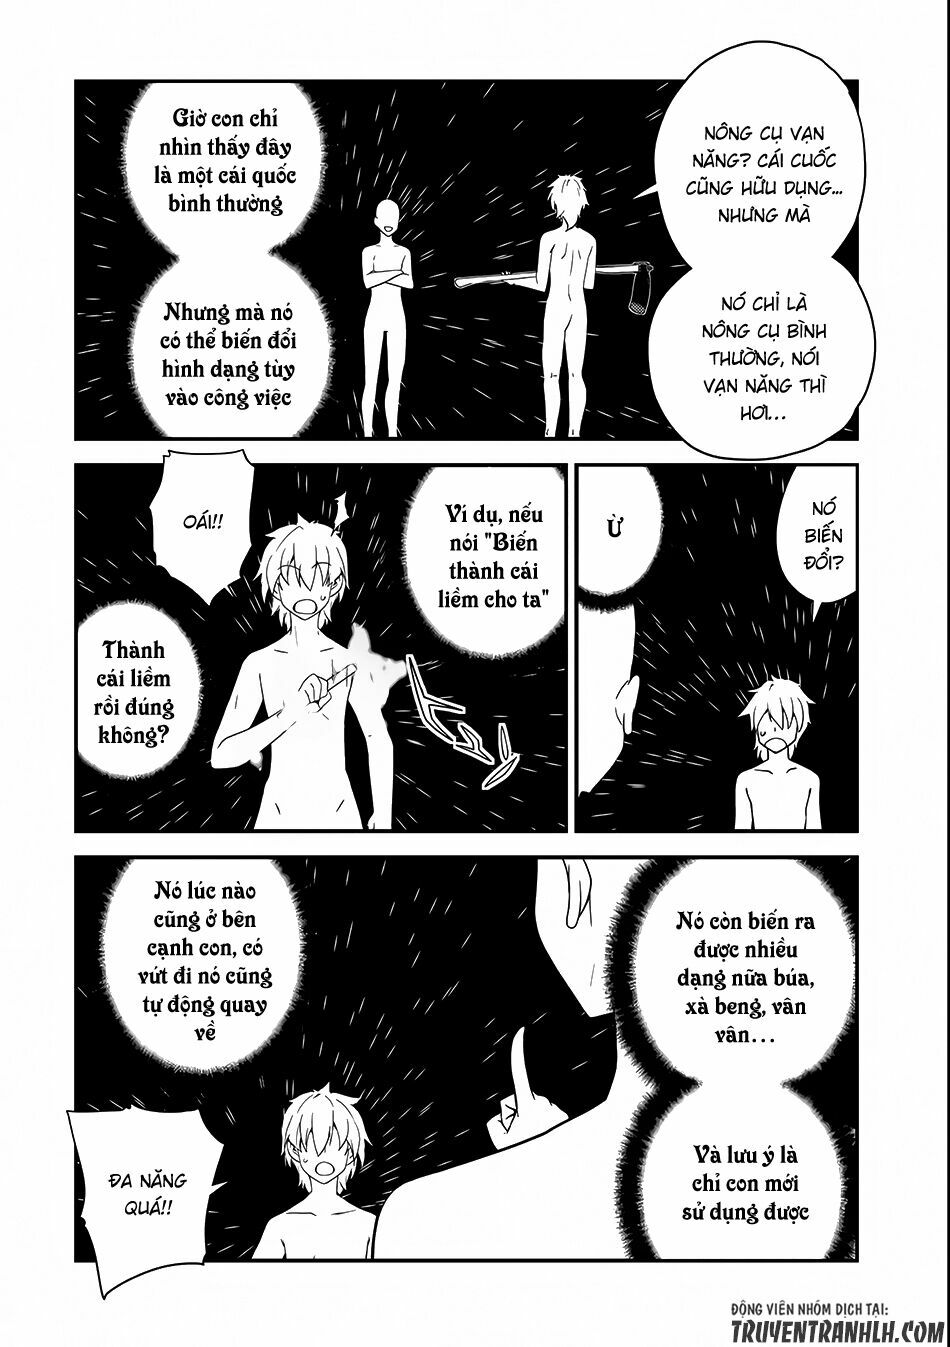 NÔNG CỤ VẠN
NĂNG? CÁI CUỐC
CŨNG HỮU DỤNG...
NHƯNG MÀ
NÓ CHỈ LÀ
NÔNG CỤ BÌNH
THƯỜNG, NÓI
VẠN NĂNG THÌ
HƠI...
Giờ con chỉ
nhìn thấy đây
là một cái quốc
bình thường
Nhưng mà nó
có thể biến đổi
hình dạng tùy
vào công việc
NÓ
BIẾN
ĐỔI?
Ừ
Ví dụ, nếu
nói "Biến
thành cái
liềm cho ta"
OÁI!!
Thành
cái liềm
rồi đúng
không?
Nó còn biến ra
được nhiều
dạng nữa búa,
xà beng, vân
vân...
Và lưu ý là
chỉ con mới
sử dụng được
Nó lúc nào
cũng ở bên
cạnh con, có
vứt đi nó cũng
tự động quay
về
ĐA NĂNG
QUÁ!!
ĐỘNG VIÊN NHÓM DỊCH TẠI:
TRUYENTRANHLH.COM